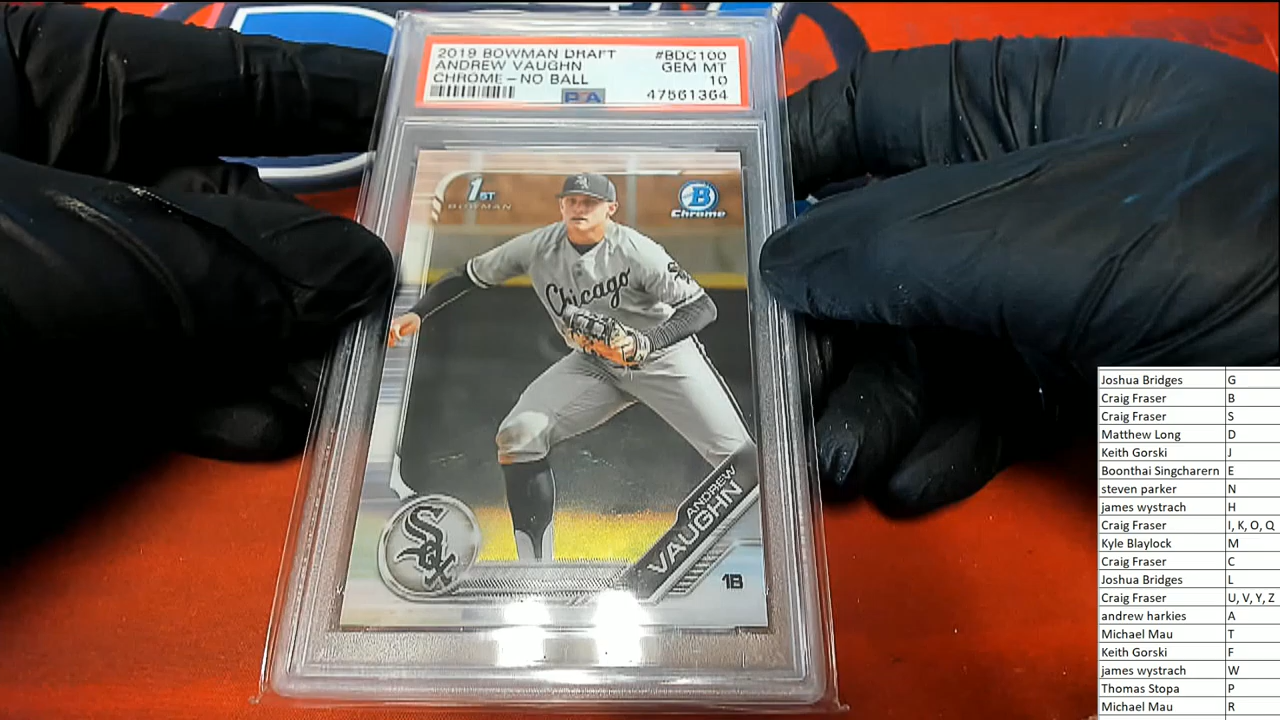 2019 BOWMAN DRAFT #BDC100
ANDREW VAUGHN GEM MT
CHROME - NO BALL 10
PSA 47561364
1ST
BOWMAN
B
Chrome
Chicago
Sox
ANDREW
VAUGHN
1B
Joshua Bridges G
Craig Fraser B
Craig Fraser S
Matthew Long D
Keith Gorski J
Boonthai Singcharern E
steven parker N
james wystrach H
Craig Fraser I, K, O, Q
Kyle Blaylock M
Craig Fraser C
Joshua Bridges L
Craig Fraser U, V, Y, Z
andrew harkies A
Michael Mau T
Keith Gorski F
james wystrach W
Thomas Stopa P
Michael Mau R